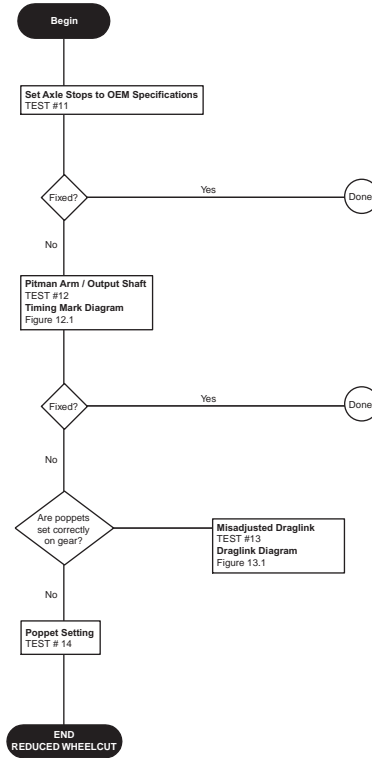 Begin
Set Axle Stops to OEM Specifications
TEST #11
Fixed?
Yes
Done
No
Pitman Arm / Output Shaft
TEST #12
Timing Mark Diagram
Figure 12.1
Fixed?
Yes
Done
No
Are poppets
set correctly
on gear?
Misadjusted Draglink
TEST #13
Draglink Diagram
Figure 13.1
No
Poppet Setting
TEST # 14
END
REDUCED WHEELCUT